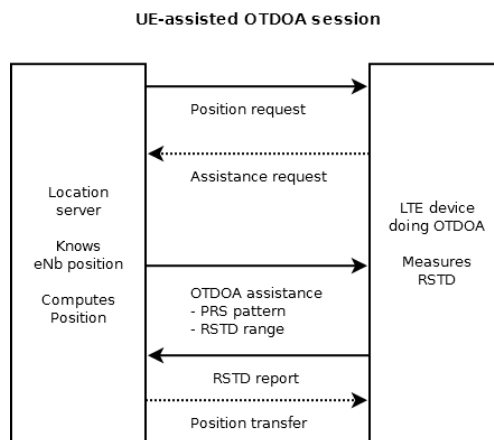 UE-assisted OTDOA session
Position request
Assistance request
Location
server
Knows
eNb position
Computes
Position
LTE device
doing OTDOA
Measures
RSTD
OTDOA assistance
- PRS pattern
- RSTD range
RSTD report
Position transfer